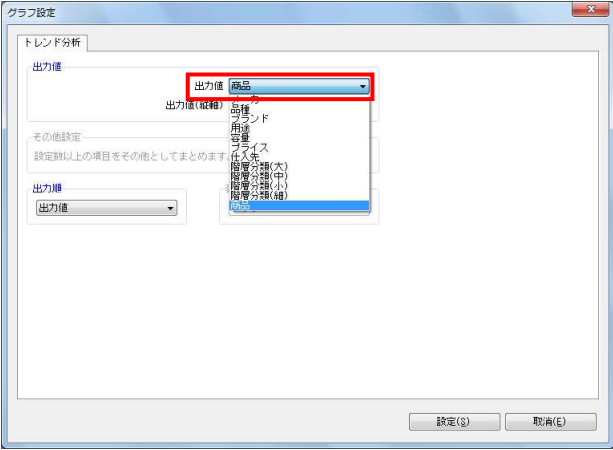 グラフ設定
トレンド分析
出力値
出力値 商品
出力値(縦軸)
品種
ブランド
用途
容量
プライス
仕入先
階層分類(大)
階層分類(中)
階層分類(小)
階層分類(細)
商品
その他設定
設定数以上の項目をその他としてまとめます
出力順
出力値
設定(S)
取消(E)